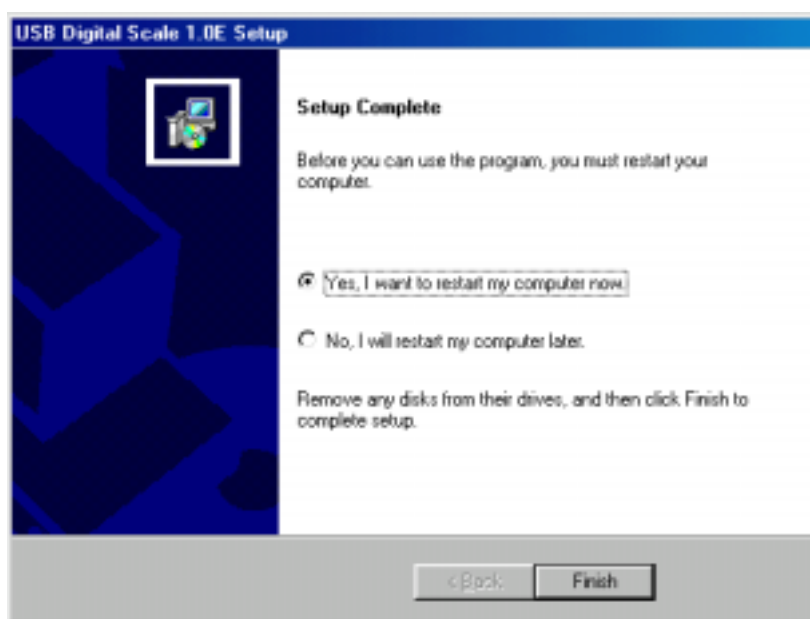 USB Digital Scale 1.0E Setup
Setup Complete
Before you can use the program, you must restart your
computer.
Yes, I want to restart my computer now.
No, I will restart my computer later.
Remove any disks from their drives, and then click Finish to
complete setup.
< Back
Finish